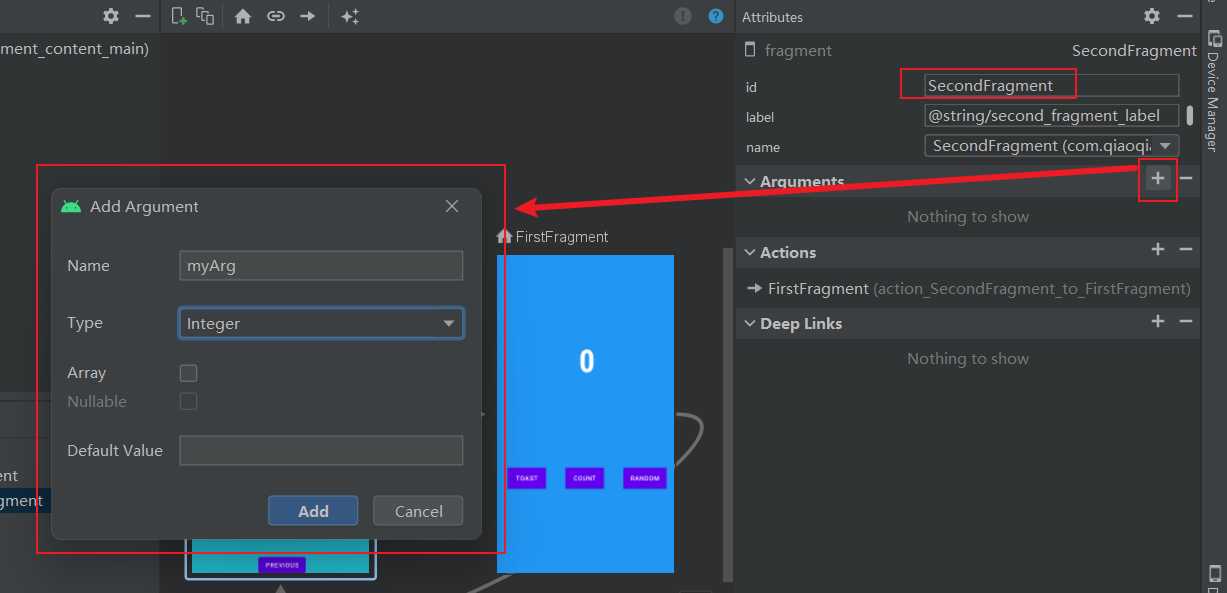 ment_content_main)
ent
gment
Add Argument
Name
myArg
Type
Integer
Array
Nullable
Default Value
Add
Cancel
PREVIOUS
FirstFragment
0
TOAST
COUNT
RANDOM
Attributes
fragment
SecondFragment
id
SecondFragment
label
@string/second_fragment_label
name
SecondFragment (com.qiaoqia
Arguments
Nothing to show
Actions
FirstFragment (action_SecondFragment_to_FirstFragment)
Deep Links
Nothing to show
Device Manager